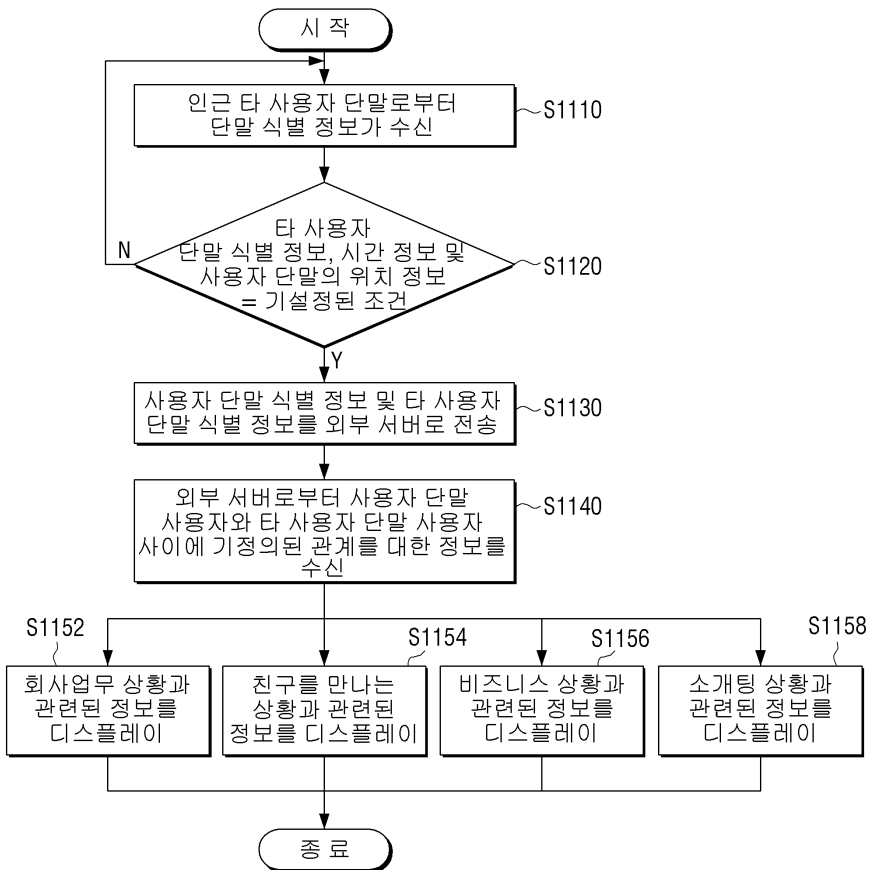 시 작
인근 타 사용자 단말로부터
단말 식별 정보가 수신
S1110
타 사용자
단말 식별 정보, 시간 정보 및
사용자 단말의 위치 정보
= 기설정된 조건
S1120
N
Y
사용자 단말 식별 정보 및 타 사용자
단말 식별 정보를 외부 서버로 전송
S1130
외부 서버로부터 사용자 단말
사용자와 타 사용자 단말 사용자
사이에 기정의된 관계를 대한 정보를
수신
S1140
S1152
회사업무 상황과
관련된 정보를
디스플레이
S1154
친구를 만나는
상황과 관련된
정보를 디스플레이
S1156
비즈니스 상황과
관련된 정보를
디스플레이
S1158
소개팅 상황과
관련된 정보를
디스플레이
종 료